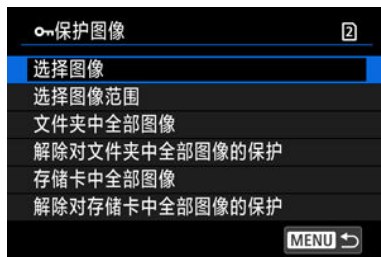 保护图像 2
选择图像
选择图像范围
文件夹中全部图像
解除对文件夹中全部图像的保护
存储卡中全部图像
解除对存储卡中全部图像的保护
MENU